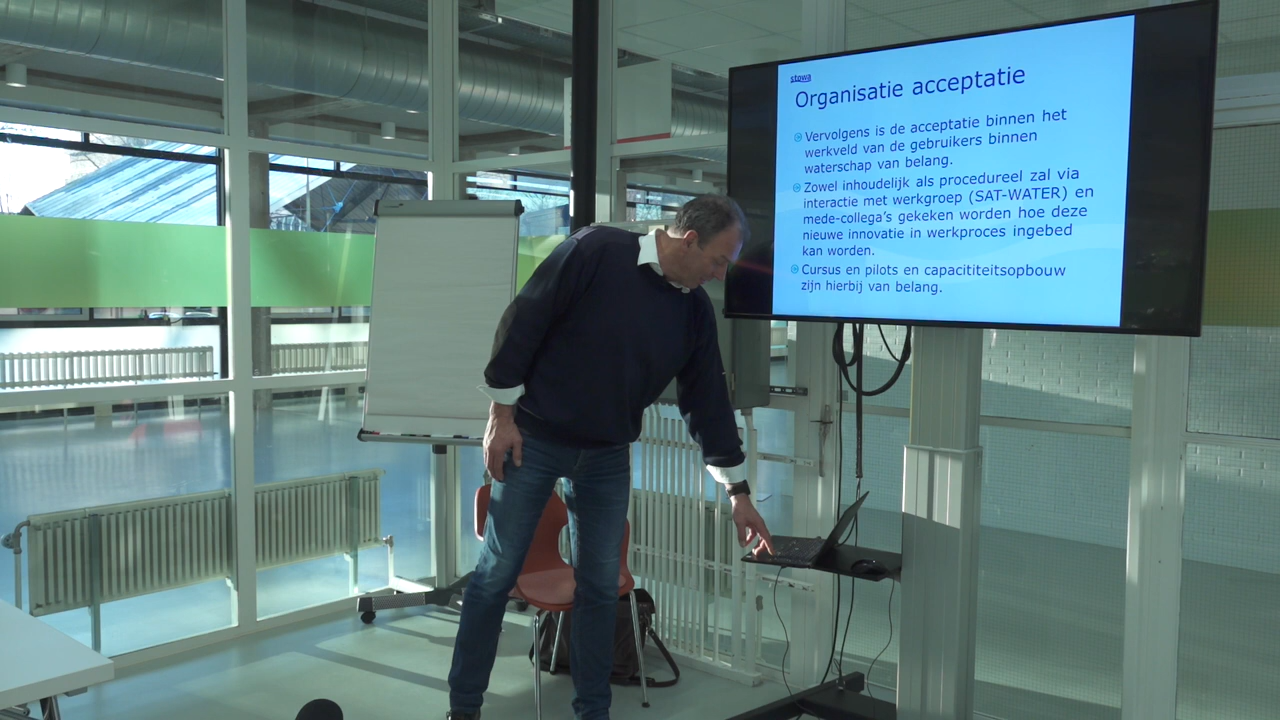 stowa
Organisatie acceptatie
Vervolgens is de acceptatie binnen het
werkveld van de gebruikers binnen
waterschap van belang.
Zowel inhoudelijk als procedureel zal via
interactie met werkgroep (SAT-WATER) en
mede-collega's gekeken worden hoe deze
nieuwe innovatie in werkproces ingebed
kan worden.
Cursus en pilots en capacititeitsopbouw
zijn hierbij van belang.